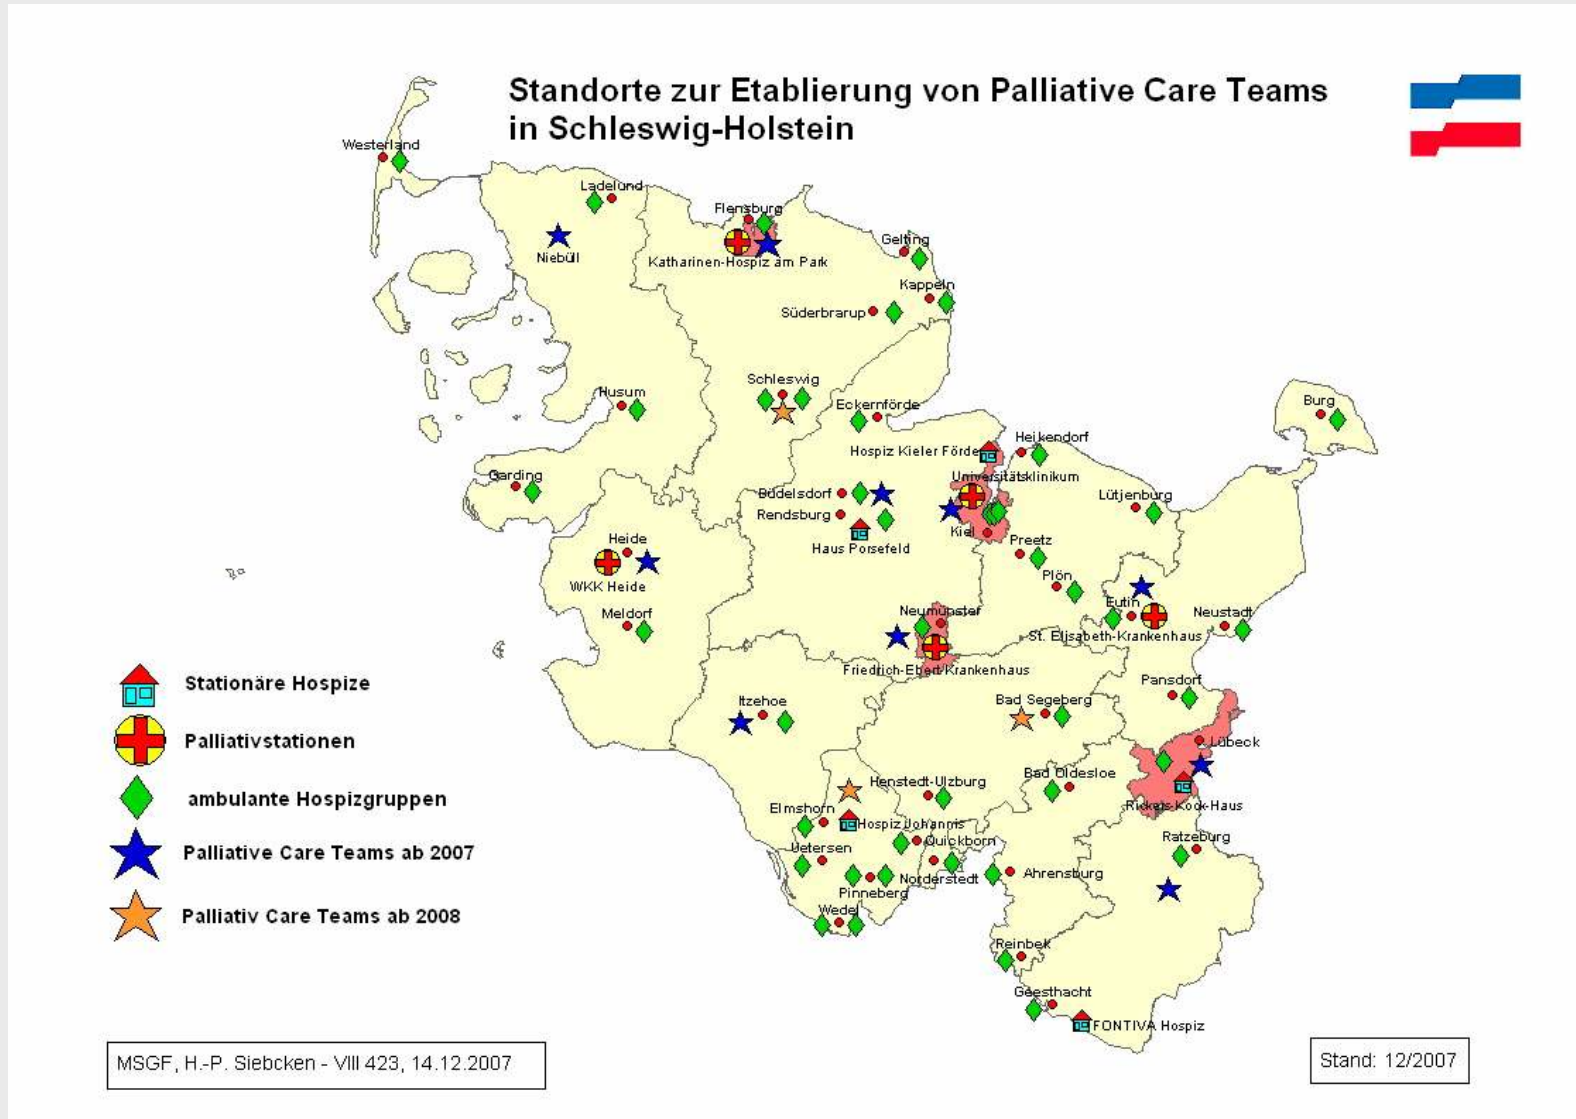 Standorte zur Etablierung von Palliative Care Teams
in Schleswig-Holstein
Westerland
Ladelund
Flensburg
Niebüll
Katharinen-Hospiz am Park
Gelting
Kappeln
Süderbrarup
Schleswig
Husum
Eckernförde
Burg
Hospiz Kieler Förde
Heikendorf
Garding
Universitätsklinikum
Büdelsdorf
Lütjenburg
Rendsburg
Kiel
Heide
Haus Porsefeld
Preetz
WKK Heide
Plön
Meldorf
Neumünster
Eutin
Neustadt
St. Elisabeth-Krankenhaus
Friedrich-Ebert-Krankenhaus
Pansdorf
Itzehoe
Bad Segeberg
Lübeck
Henstedt-Ulzburg
Bad Oldesloe
Elmshorn
Hospiz Johannis
Rickers-Kock-Haus
Uetersen
Quickborn
Ratzeburg
Pinneberg
Norderstedt
Ahrensburg
Wedel
Reinbek
Geesthacht
FONTIVA Hospiz
Stationäre Hospize
Palliativstationen
ambulante Hospizgruppen
Palliative Care Teams ab 2007
Palliativ Care Teams ab 2008
MSGF, H.-P. Siebcken - VIII 423, 14.12.2007
Stand: 12/2007